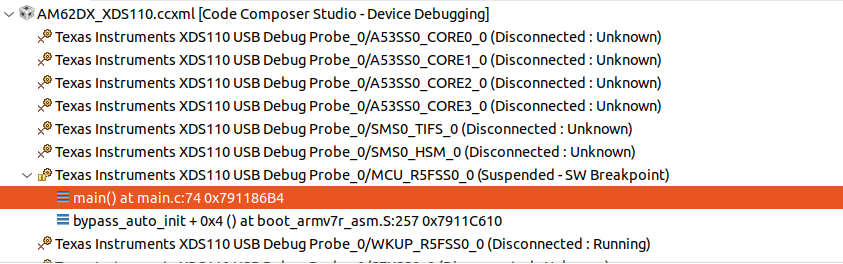 AM62DX_XDS110.ccxml [Code Composer Studio - Device Debugging]
Texas Instruments XDS110 USB Debug Probe_0/A53SS0_CORE0_0 (Disconnected : Unknown)
Texas Instruments XDS110 USB Debug Probe_0/A53SS0_CORE1_0 (Disconnected : Unknown)
Texas Instruments XDS110 USB Debug Probe_0/A53SS0_CORE2_0 (Disconnected : Unknown)
Texas Instruments XDS110 USB Debug Probe_0/A53SS0_CORE3_0 (Disconnected : Unknown)
Texas Instruments XDS110 USB Debug Probe_0/SMS0_TIFS_0 (Disconnected : Unknown)
Texas Instruments XDS110 USB Debug Probe_0/SMS0_HSM_0 (Disconnected : Unknown)
Texas Instruments XDS110 USB Debug Probe_0/MCU_R5FSS0_0 (Suspended - SW Breakpoint)
main() at main.c:74 0x791186B4
bypass_auto_init + 0x4 () at boot_armv7r_asm.S:257 0x7911C610
Texas Instruments XDS110 USB Debug Probe_0/WKUP_R5FSS0_0 (Disconnected : Running)